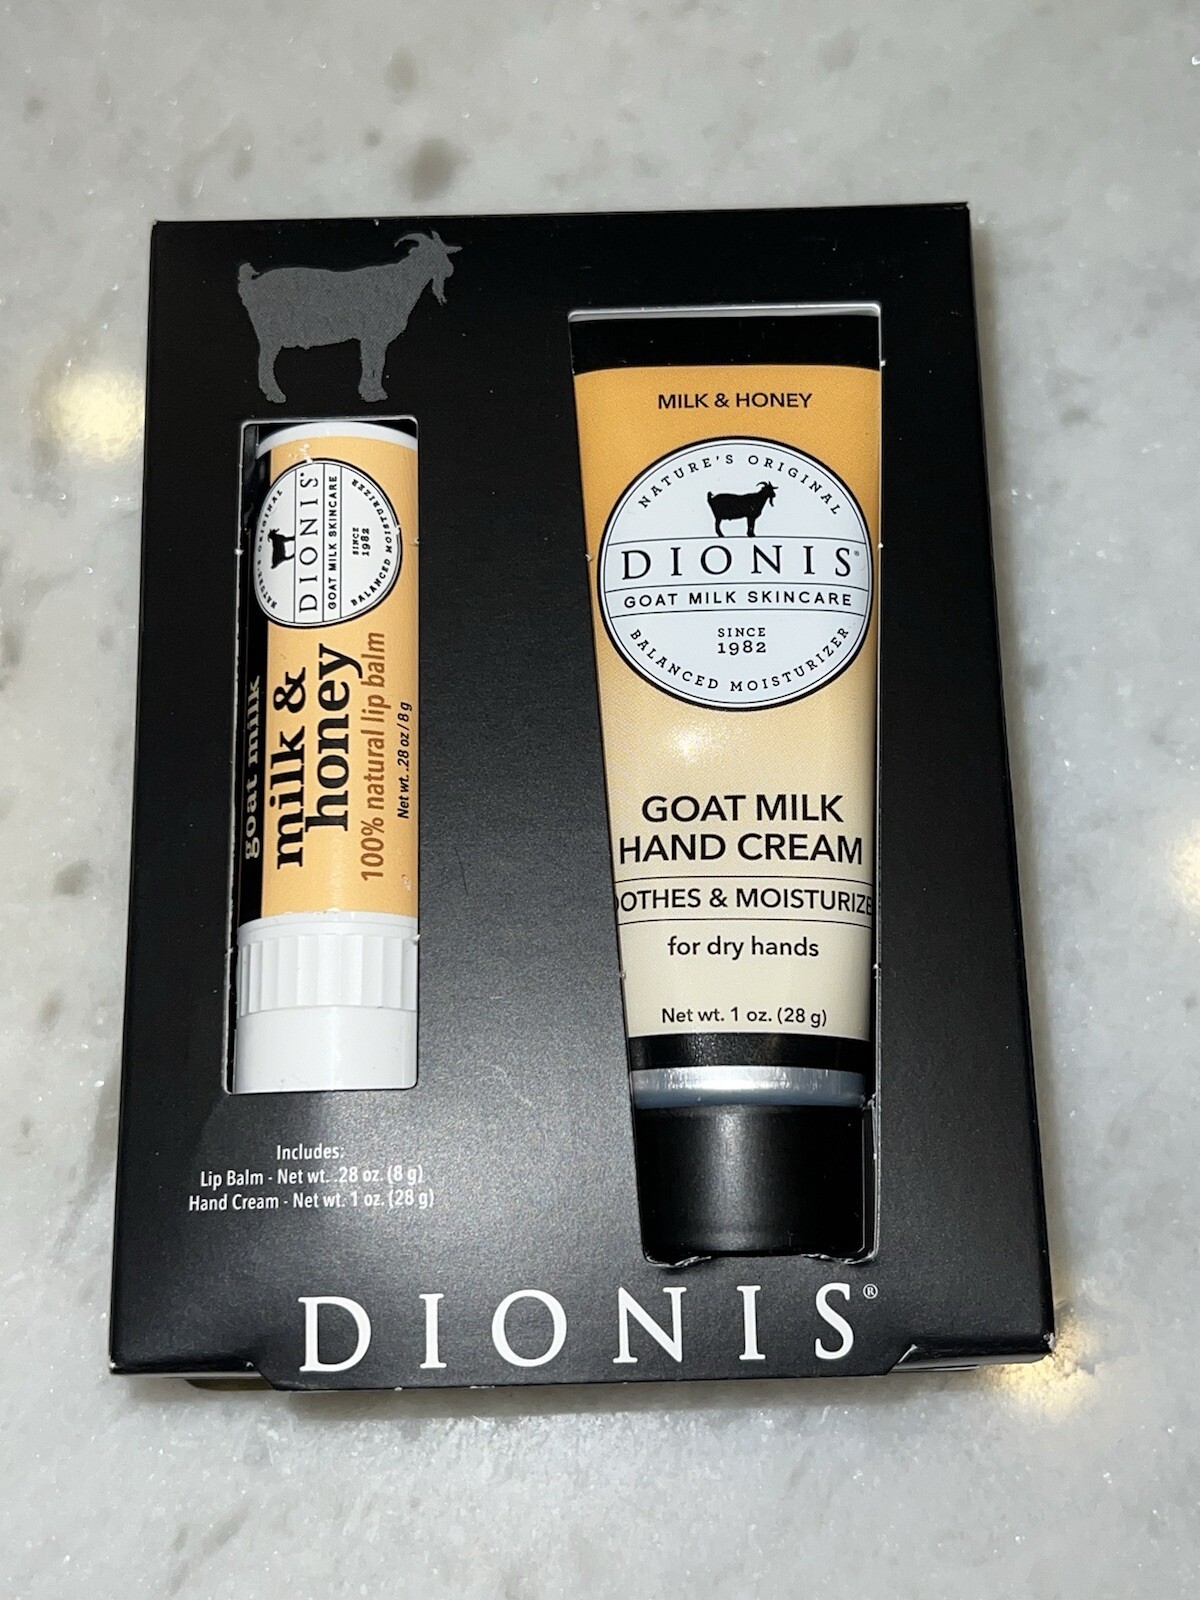 NATURE'S ORIGINAL
DIONIS
GOAT MILK SKINCARE
SINCE
1982
BALANCED MOISTURIZER
goat milk
milk &
honey
100% natural lip balm
Net wt. .28 oz / 8 g
MILK & HONEY
NATURE'S ORIGINAL
DIONIS®
GOAT MILK SKINCARE
SINCE
1982
BALANCED MOISTURIZER
GOAT MILK
HAND CREAM
OOTHES & MOISTURIZE
for dry hands
Net wt. 1 oz. (28 g)
Includes:
Lip Balm - Net wt. .28 oz. (8 g)
Hand Cream - Net wt. 1 oz. (28 g)
DIONIS®